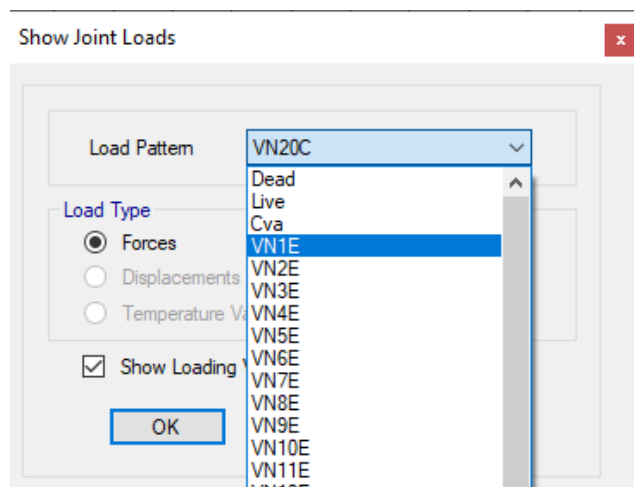 Show Joint Loads
x
Load Pattern VN20C
Dead
Live
Cva
VN1E
VN2E
VN3E
VN4E
VN5E
VN6E
VN7E
VN8E
VN9E
VN10E
VN11E
Load Type
Forces
Displacements
Temperature
Show Loading
OK